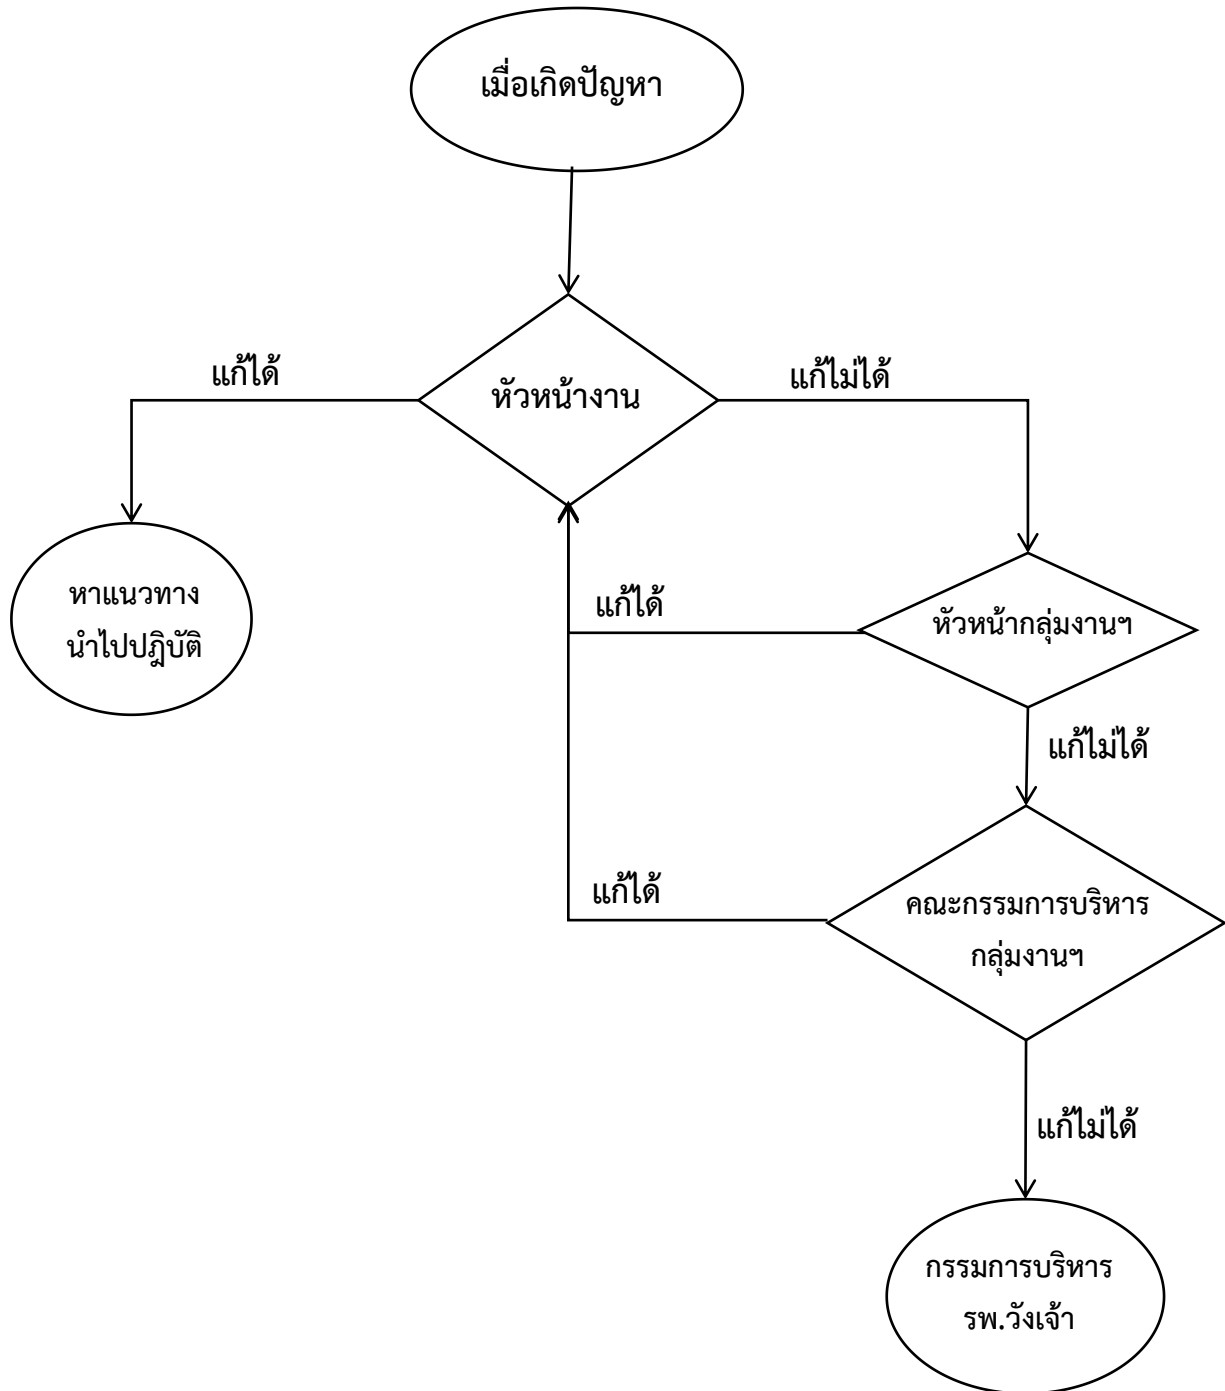 เมื่อเกิดปัญหา
แก้ได้
หัวหน้างาน
แก้ไม่ได้
หาแนวทาง
นำไปปฎิบัติ
แก้ได้
หัวหน้ากลุ่มงานฯ
แก้ไม่ได้
แก้ได้
คณะกรรมการบริหาร
กลุ่มงานฯ
แก้ไม่ได้
กรรมการบริหาร
รพ.วังเจ้า